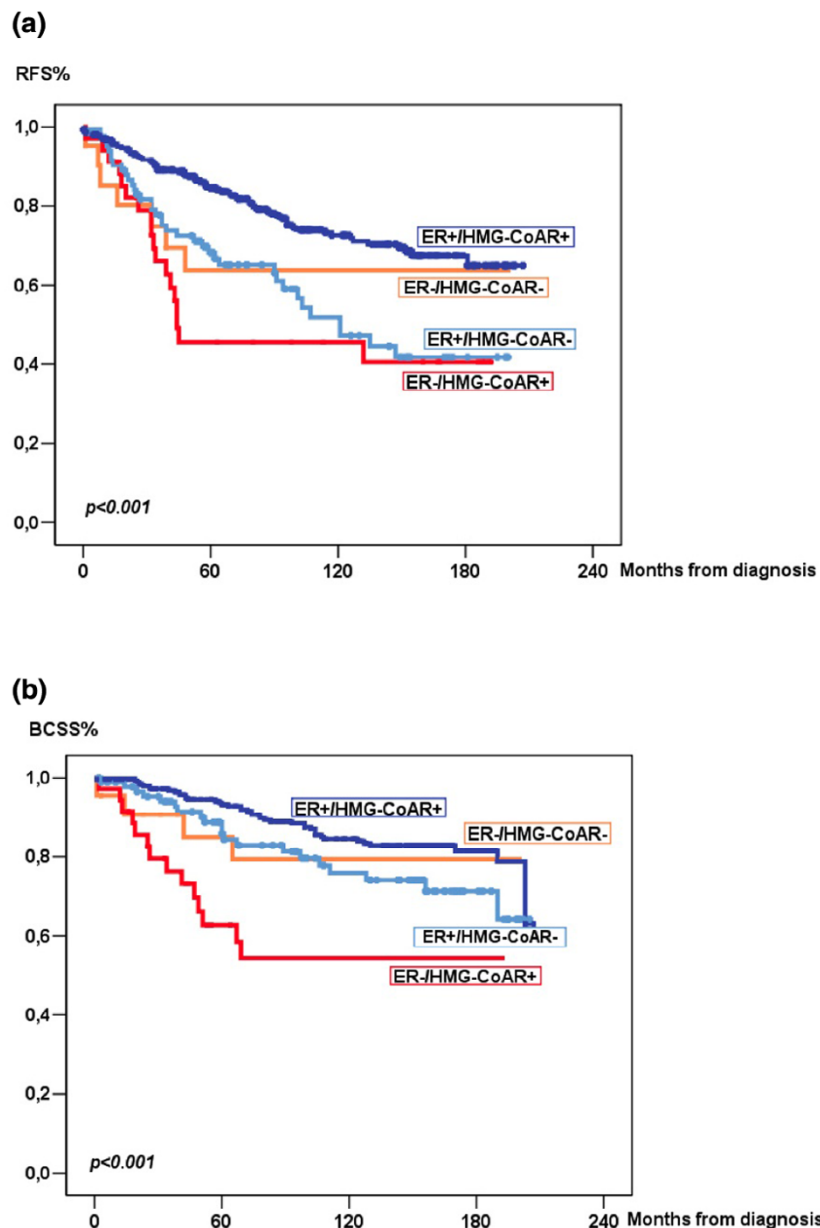 (a)
RFS%
1,0
0,8
0,6
0,4
0,2
0,0
ER+/HMG-CoAR+
ER-/HMG-CoAR-
ER+/HMG-CoAR-
ER-/HMG-CoAR+
p<0.001
0 60 120 180 240 Months from diagnosis
(b)
BCSS%
1,0
0,8
0,6
0,4
0,2
0,0
ER+/HMG-CoAR+
ER-/HMG-CoAR-
ER+/HMG-CoAR-
ER-/HMG-CoAR+
p<0.001
0 60 120 180 240 Months from diagnosis